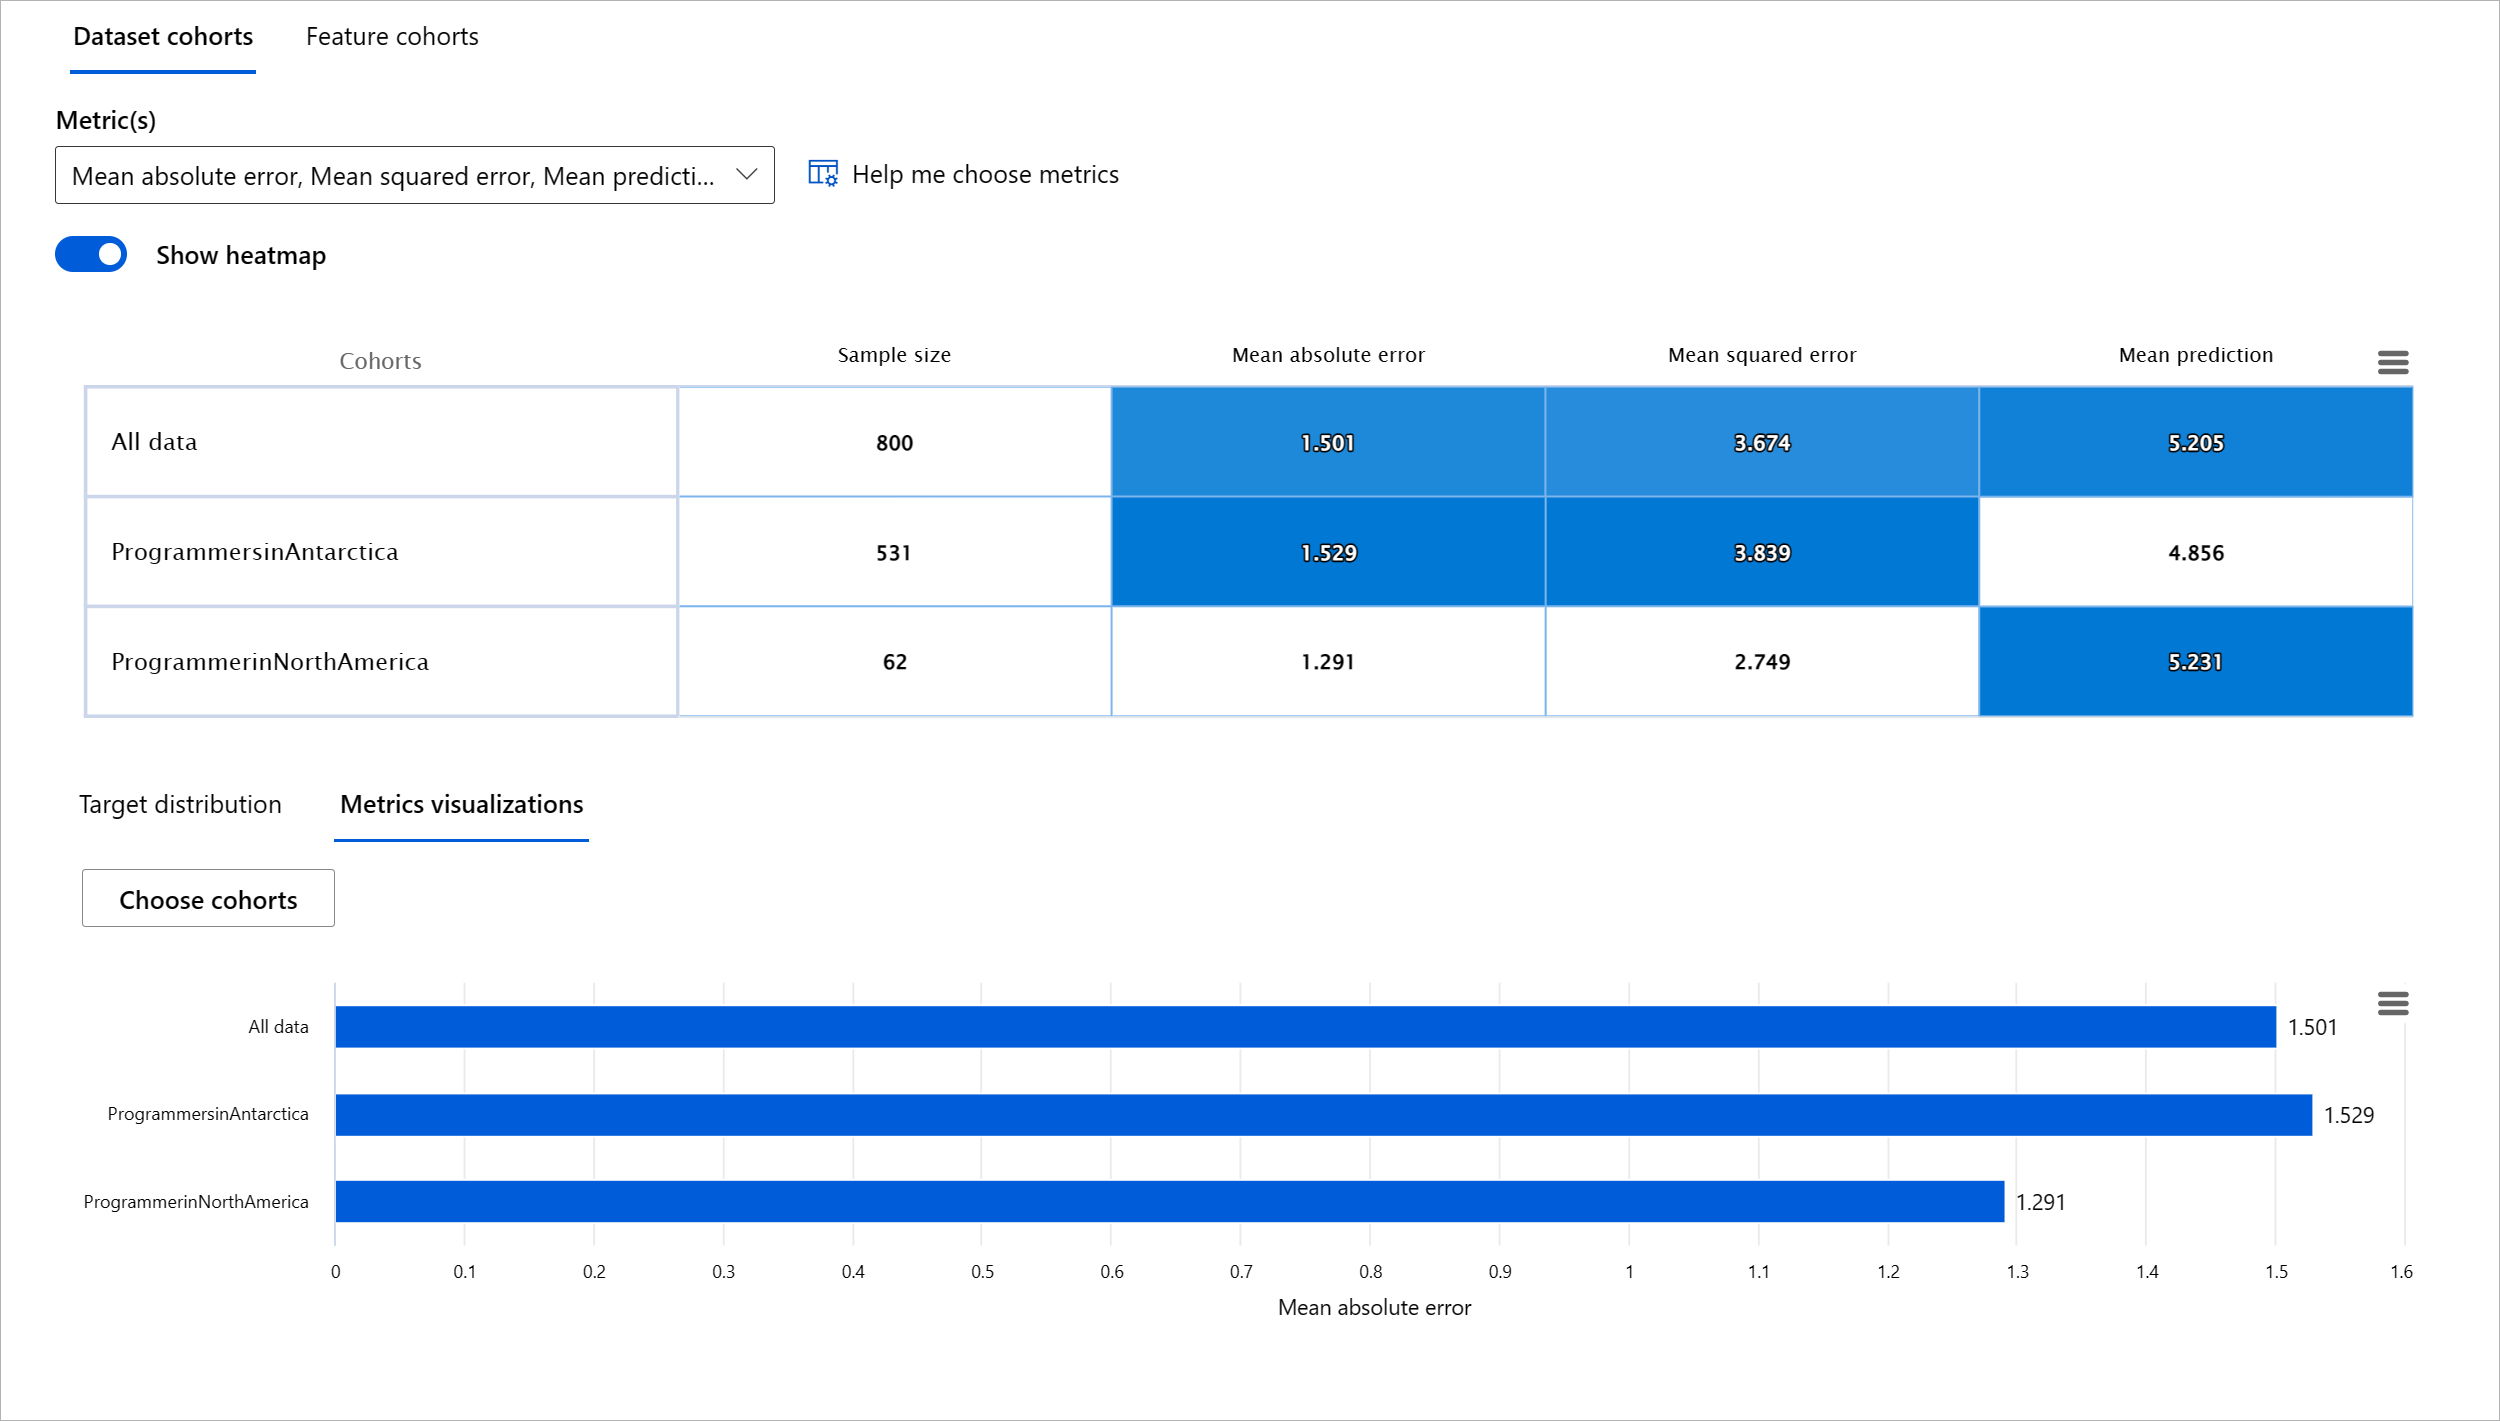 Dataset cohorts Feature cohorts
Metric(s)
Mean absolute error, Mean squared error, Mean predicti... Help me choose metrics
Show heatmap
Cohorts Sample size Mean absolute error Mean squared error Mean prediction
All data 800 1.501 3.674 5.205
ProgrammersinAntarctica 531 1.529 3.839 4.856
ProgrammerinNorthAmerica 62 1.291 2.749 5.231
Target distribution Metrics visualizations
Choose cohorts
All data 1.501
ProgrammersinAntarctica 1.529
ProgrammerinNorthAmerica 1.291
0 0.1 0.2 0.3 0.4 0.5 0.6 0.7 0.8 0.9 1 1.1 1.2 1.3 1.4 1.5 1.6
Mean absolute error